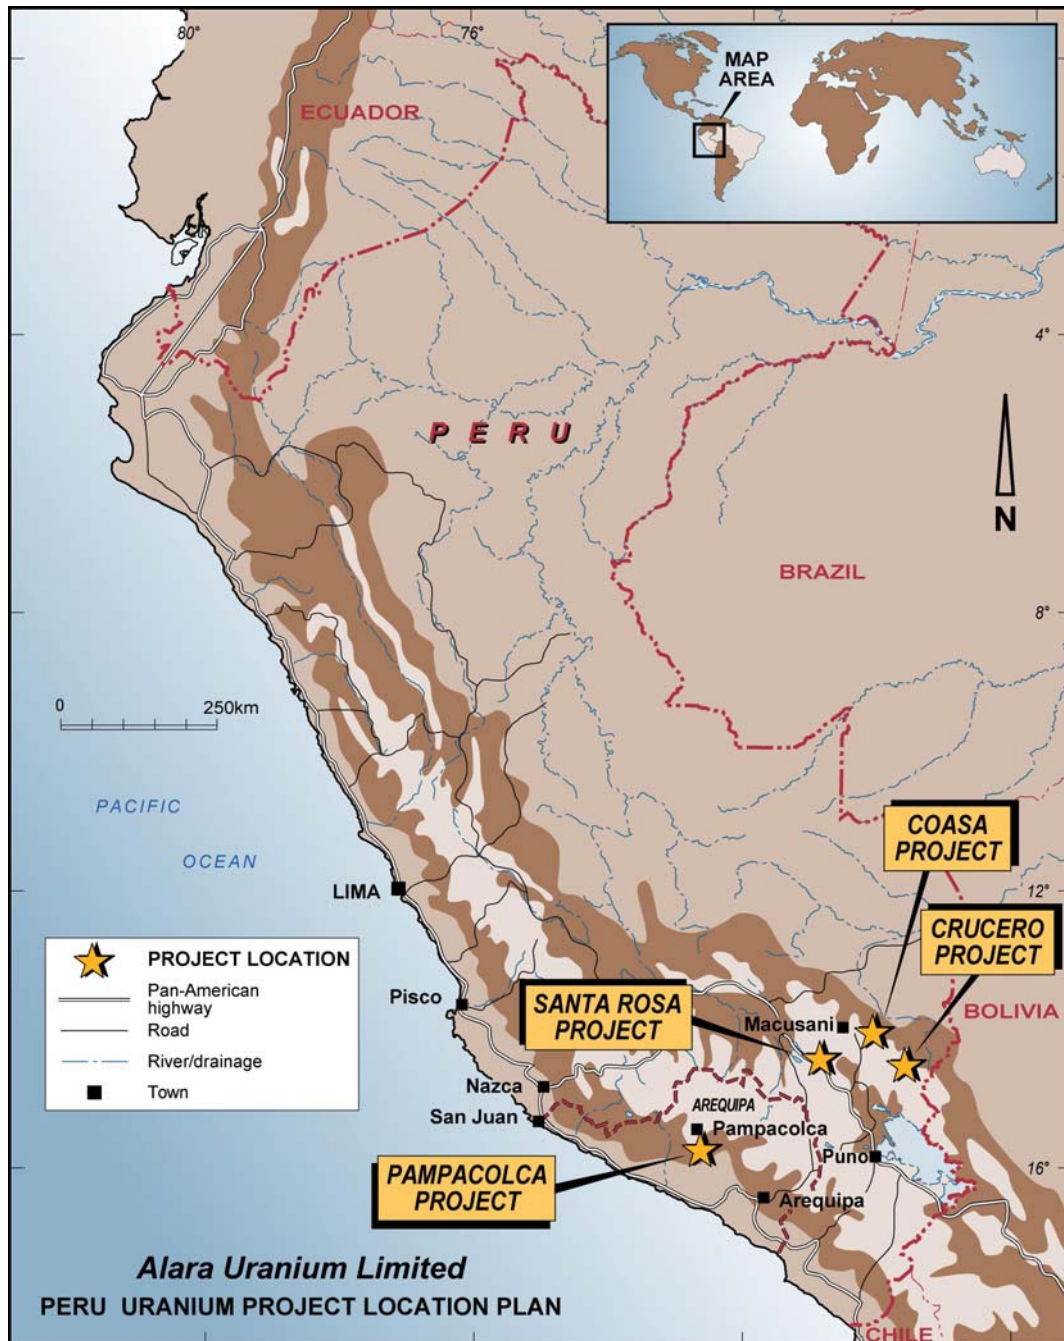 80°
76°
MAP
AREA
ECUADOR
4°
PERU
N
BRAZIL
8°
0 250km
PACIFIC
OCEAN
COASA
PROJECT
LIMA
12°
CRUCERO
PROJECT
PROJECT LOCATION
Pan-American
highway
Road
River/drainage
Town
Pisco
SANTA ROSA
PROJECT
Macusani
BOLIVIA
Nazca
San Juan
AREQUIPA
Pampacolca
Puno
16°
PAMPACOLCA
PROJECT
Arequipa
Alara Uranium Limited
PERU URANIUM PROJECT LOCATION PLAN
CHILE